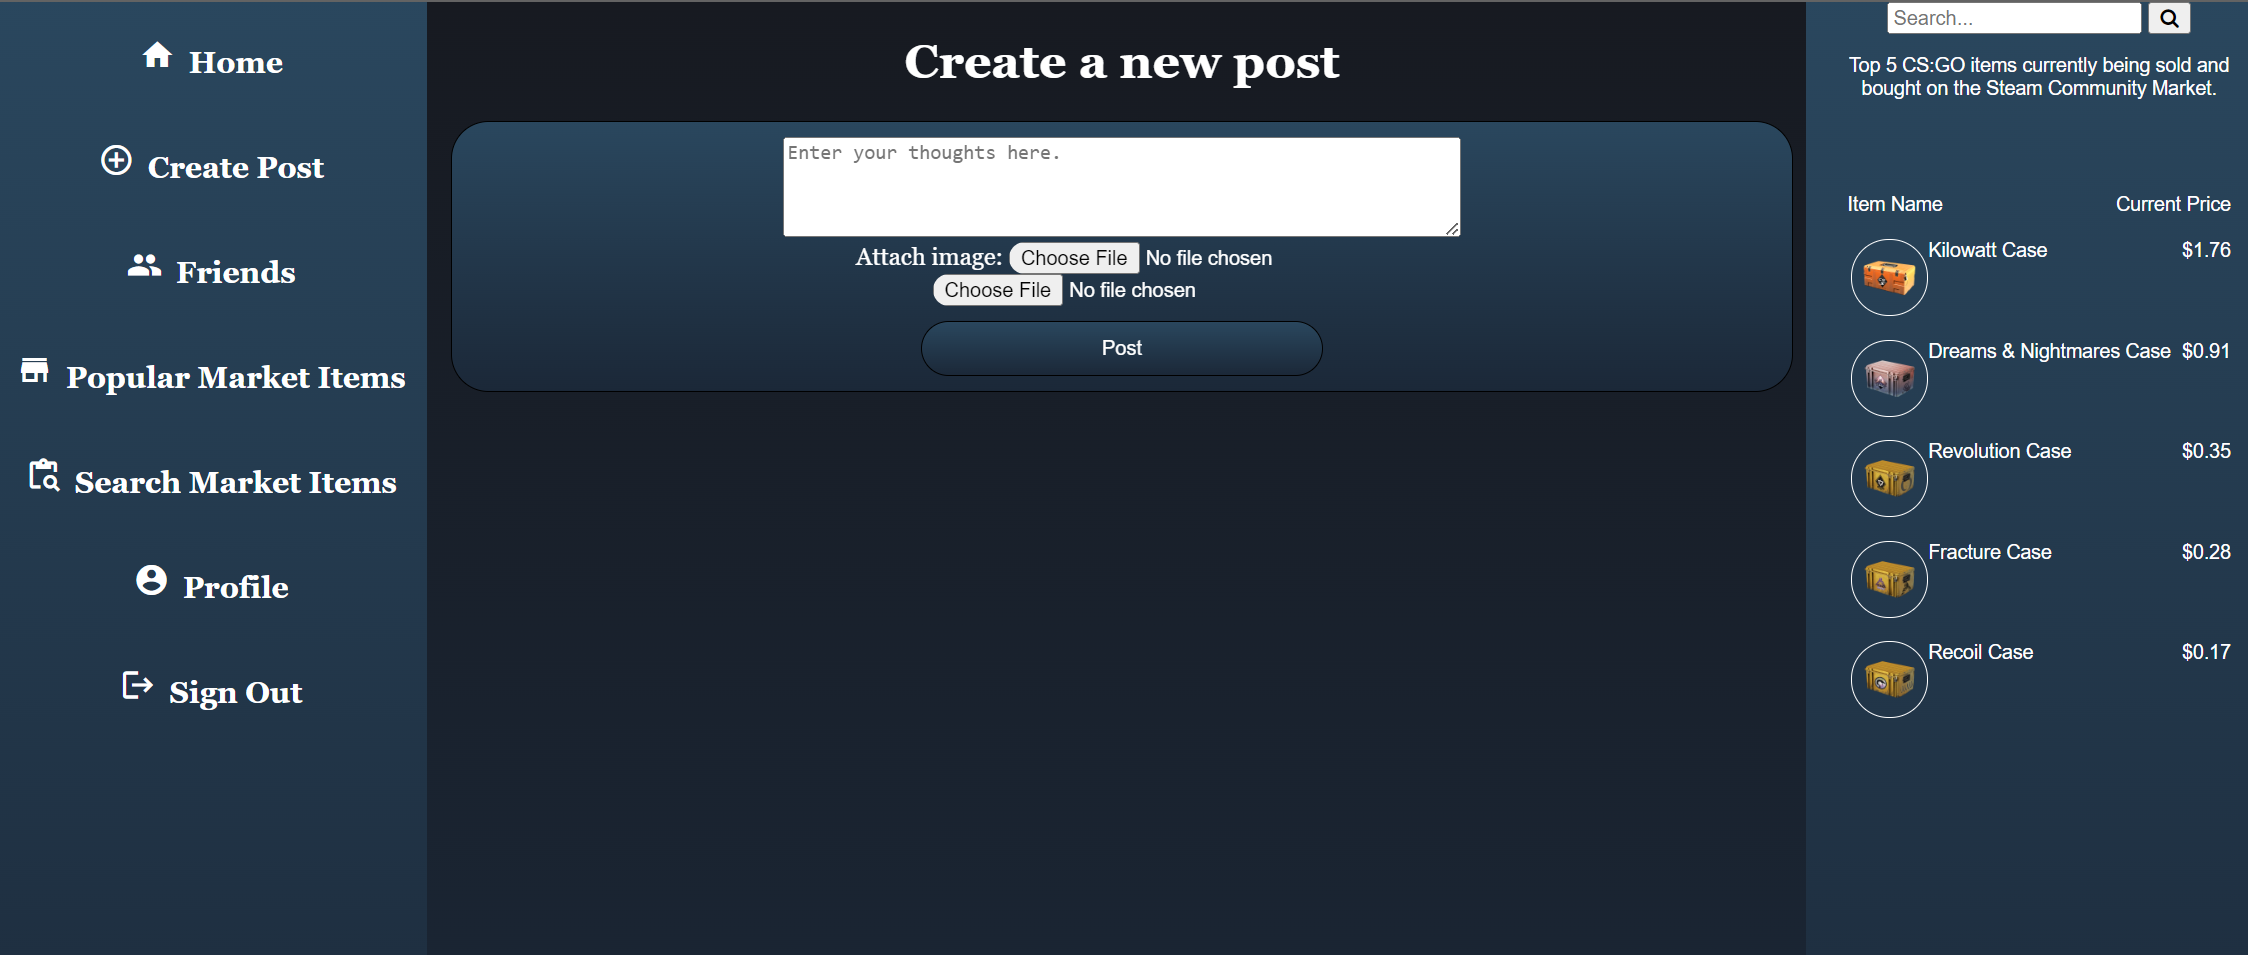 Home
Create Post
Friends
Popular Market Items
Search Market Items
Profile
Sign Out
Create a new post
Enter your thoughts here.
Attach image: Choose File No file chosen
Choose File No file chosen
Post
Search...
Top 5 CS:GO items currently being sold and
bought on the Steam Community Market.
Item Name Current Price
Kilowatt Case $1.76
Dreams & Nightmares Case $0.91
Revolution Case $0.35
Fracture Case $0.28
Recoil Case $0.17